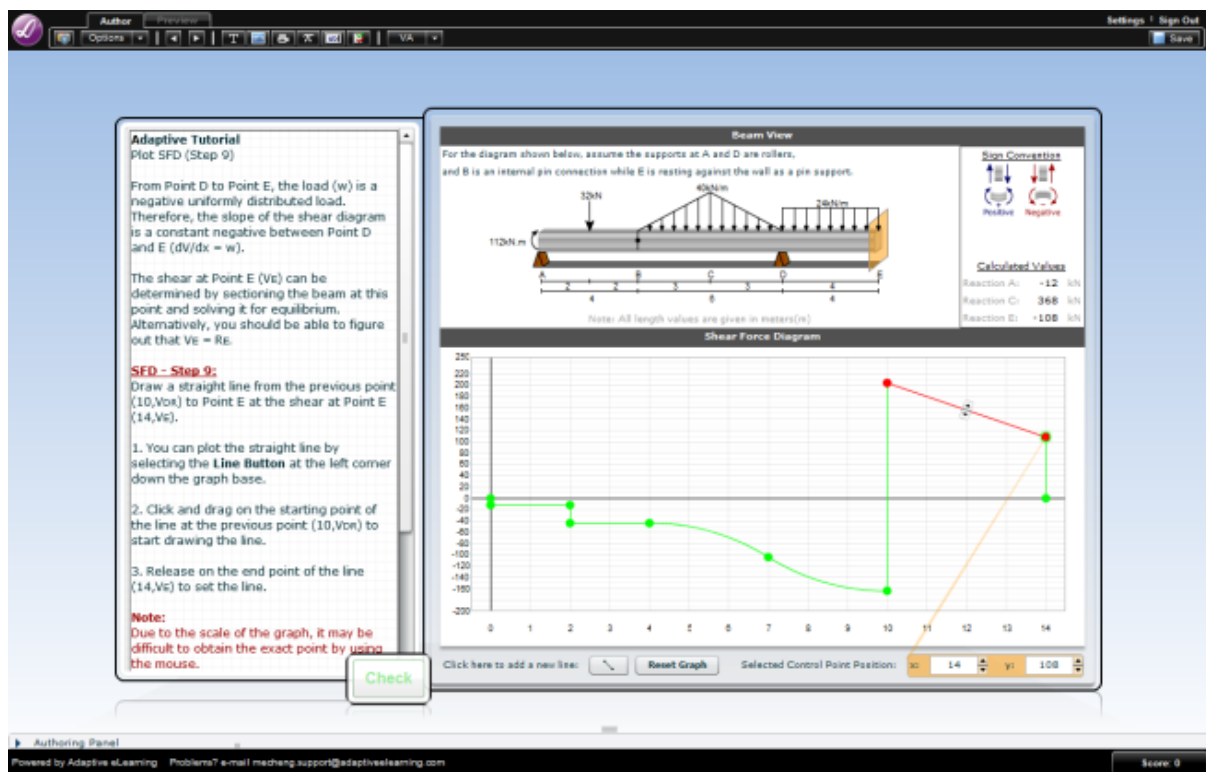 Author Preview
Settings Sign Out
Options
T
VA
Save
Adaptive Tutorial
Plot SFD (Step 9)
From Point D to Point E, the load (w) is a
negative uniformly distributed load.
Therefore, the slope of the shear diagram
is a constant negative between Point D
and E (dV/dx = w).
The shear at Point E (VE) can be
determined by sectioning the beam at this
point and solving it for equilibrium.
Alternatively, you should be able to figure
out that VE = RE.
SFD - Step 9:
Draw a straight line from the previous point
(10,VDR) to Point E at the shear at Point E
(14,VE).
1. You can plot the straight line by
selecting the Line Button at the left corner
down the graph base.
2. Click and drag on the starting point of
the line at the previous point (10,VDR) to
start drawing the line.
3. Release on the end point of the line
(14,VE) to set the line.
Note:
Due to the scale of the graph, it may be
difficult to obtain the exact point by using
the mouse.
Check
Beam View
For the diagram shown below, assume the supports at A and D are rollers,
and B is an internal pin connection while E is resting against the wall as a pin support.
Sign Convention
Positive Negative
32kN
40kN/m
24kN/m
112kN.m
A B C D E
2 2 3 3 4
4 6 4
Note: All length values are given in meters(m)
Calculated Values
Reaction A: -12 kN
Reaction C: 368 kN
Reaction E: -108 kN
Shear Force Diagram
250
220
200
180
160
140
120
100
80
60
40
20
0
-20
-40
-60
-80
-100
-120
-140
-160
-200
0 1 2 3 4 5 6 7 8 9 10 11 12 13 14
Click here to add a new line: Reset Graph Selected Control Point Position: x: 14 y: 108
Authoring Panel
Powered by Adaptive eLearning Problems? e-mail mecheng.support@adaptiveelearning.com
Score: 0